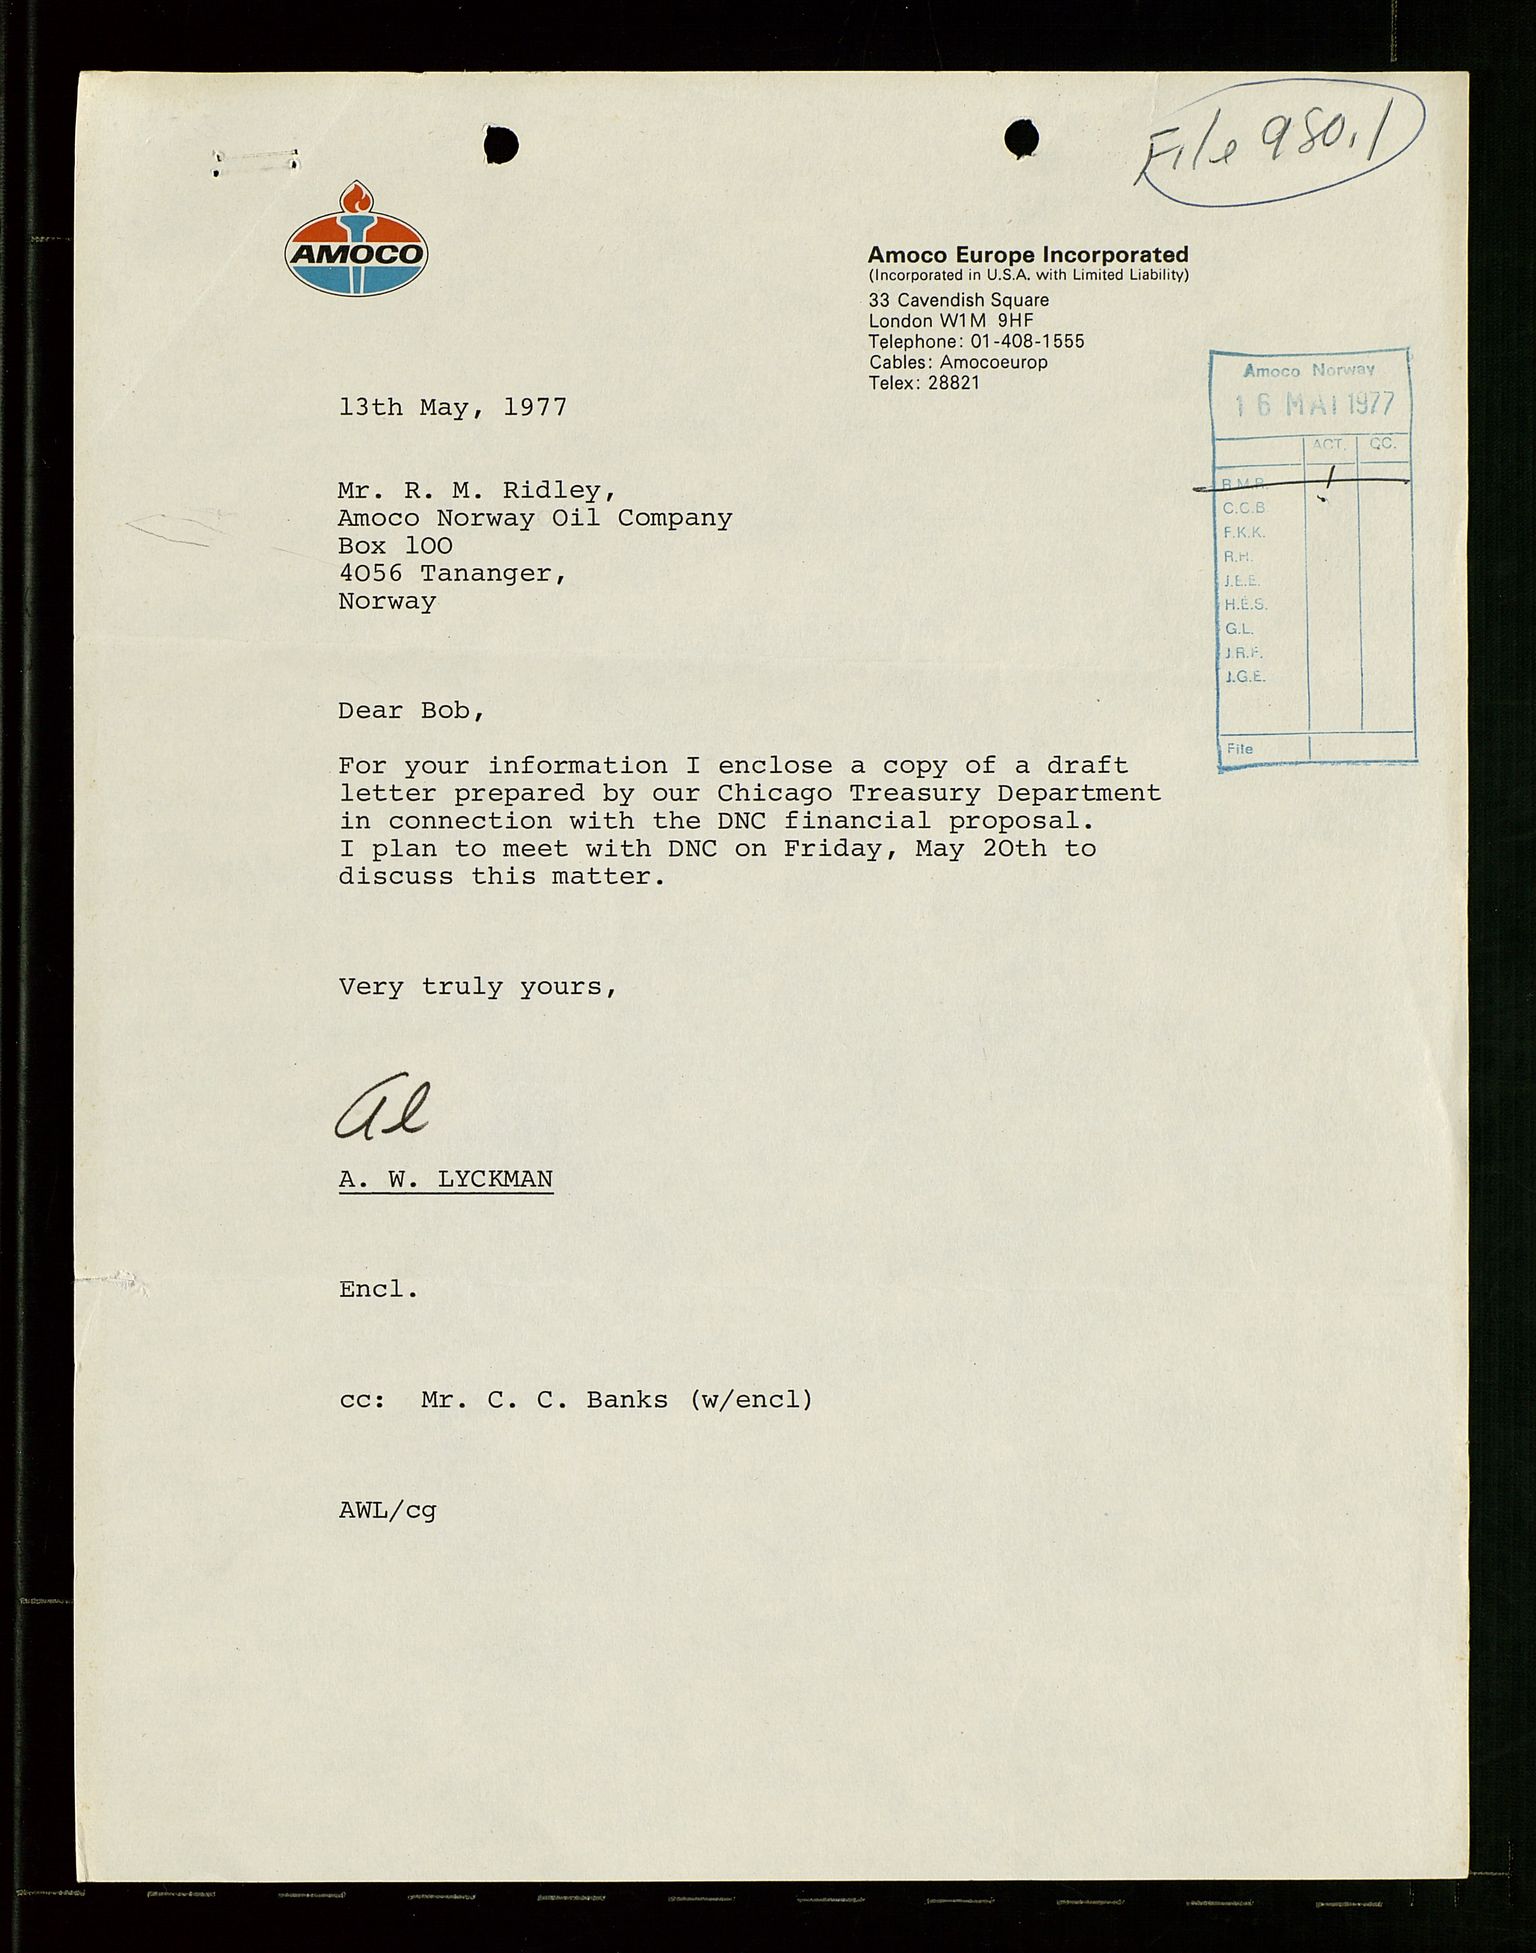 File 980.1
AMOCO
Amoco Europe Incorporated
(Incorporated in U.S.A. with Limited Liability)
33 Cavendish Square
London W1M 9HF
Telephone: 01-408-1555
Cables: Amocoeurop
Telex: 28821
Amoco Norway
16 MAI 1977
ACT. CC.
R.M.R.
C.C.B.
F.K.K.
R.H.
J.E.E.
H.E.S.
G.L.
J.R.F.
J.G.E.
File
13th May, 1977
Mr. R. M. Ridley,
Amoco Norway Oil Company
Box 100
4056 Tananger,
Norway
Dear Bob,
For your information I enclose a copy of a draft
letter prepared by our Chicago Treasury Department
in connection with the DNC financial proposal.
I plan to meet with DNC on Friday, May 20th to
discuss this matter.
Very truly yours,
Al
A. W. LYCKMAN
Encl.
cc: Mr. C. C. Banks (w/encl)
AWL/cg